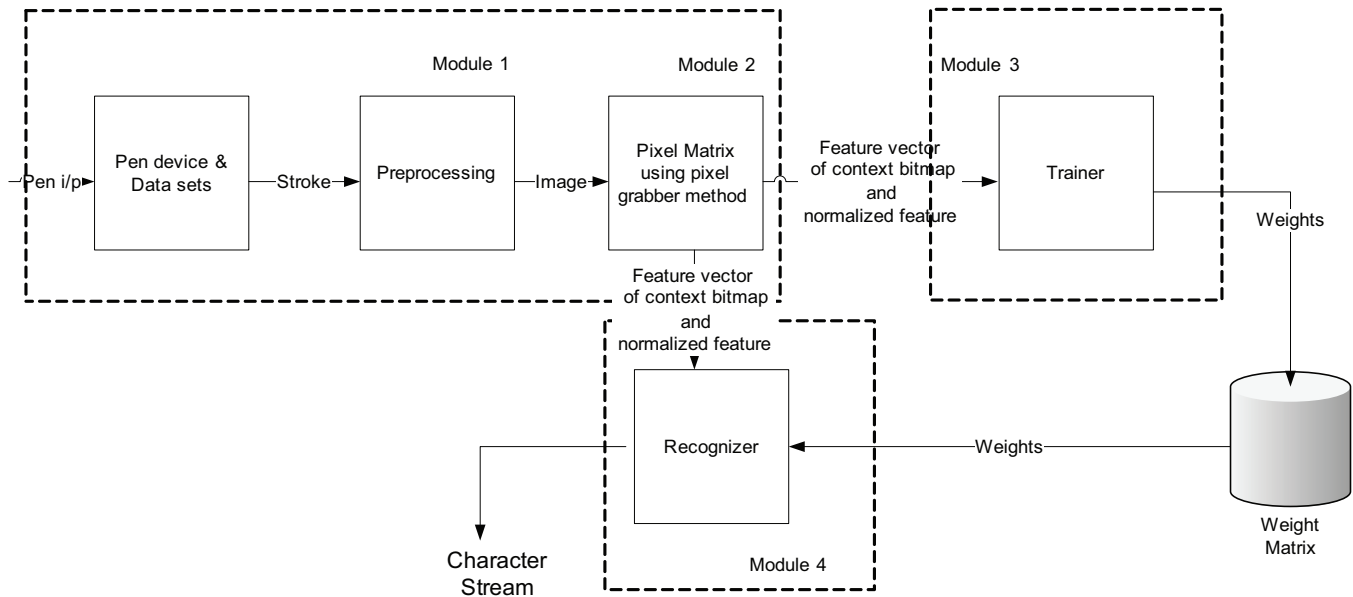 Module 1
Module 2
Module 3
Pen i/p
Pen device &
Data sets
Stroke
Preprocessing
Image
Pixel Matrix
using pixel
grabber method
Feature vector
of context bitmap
and
normalized feature
Trainer
Weights
Feature vector
of context bitmap
and
normalized feature
Recognizer
Weights
Weight
Matrix
Module 4
Character
Stream